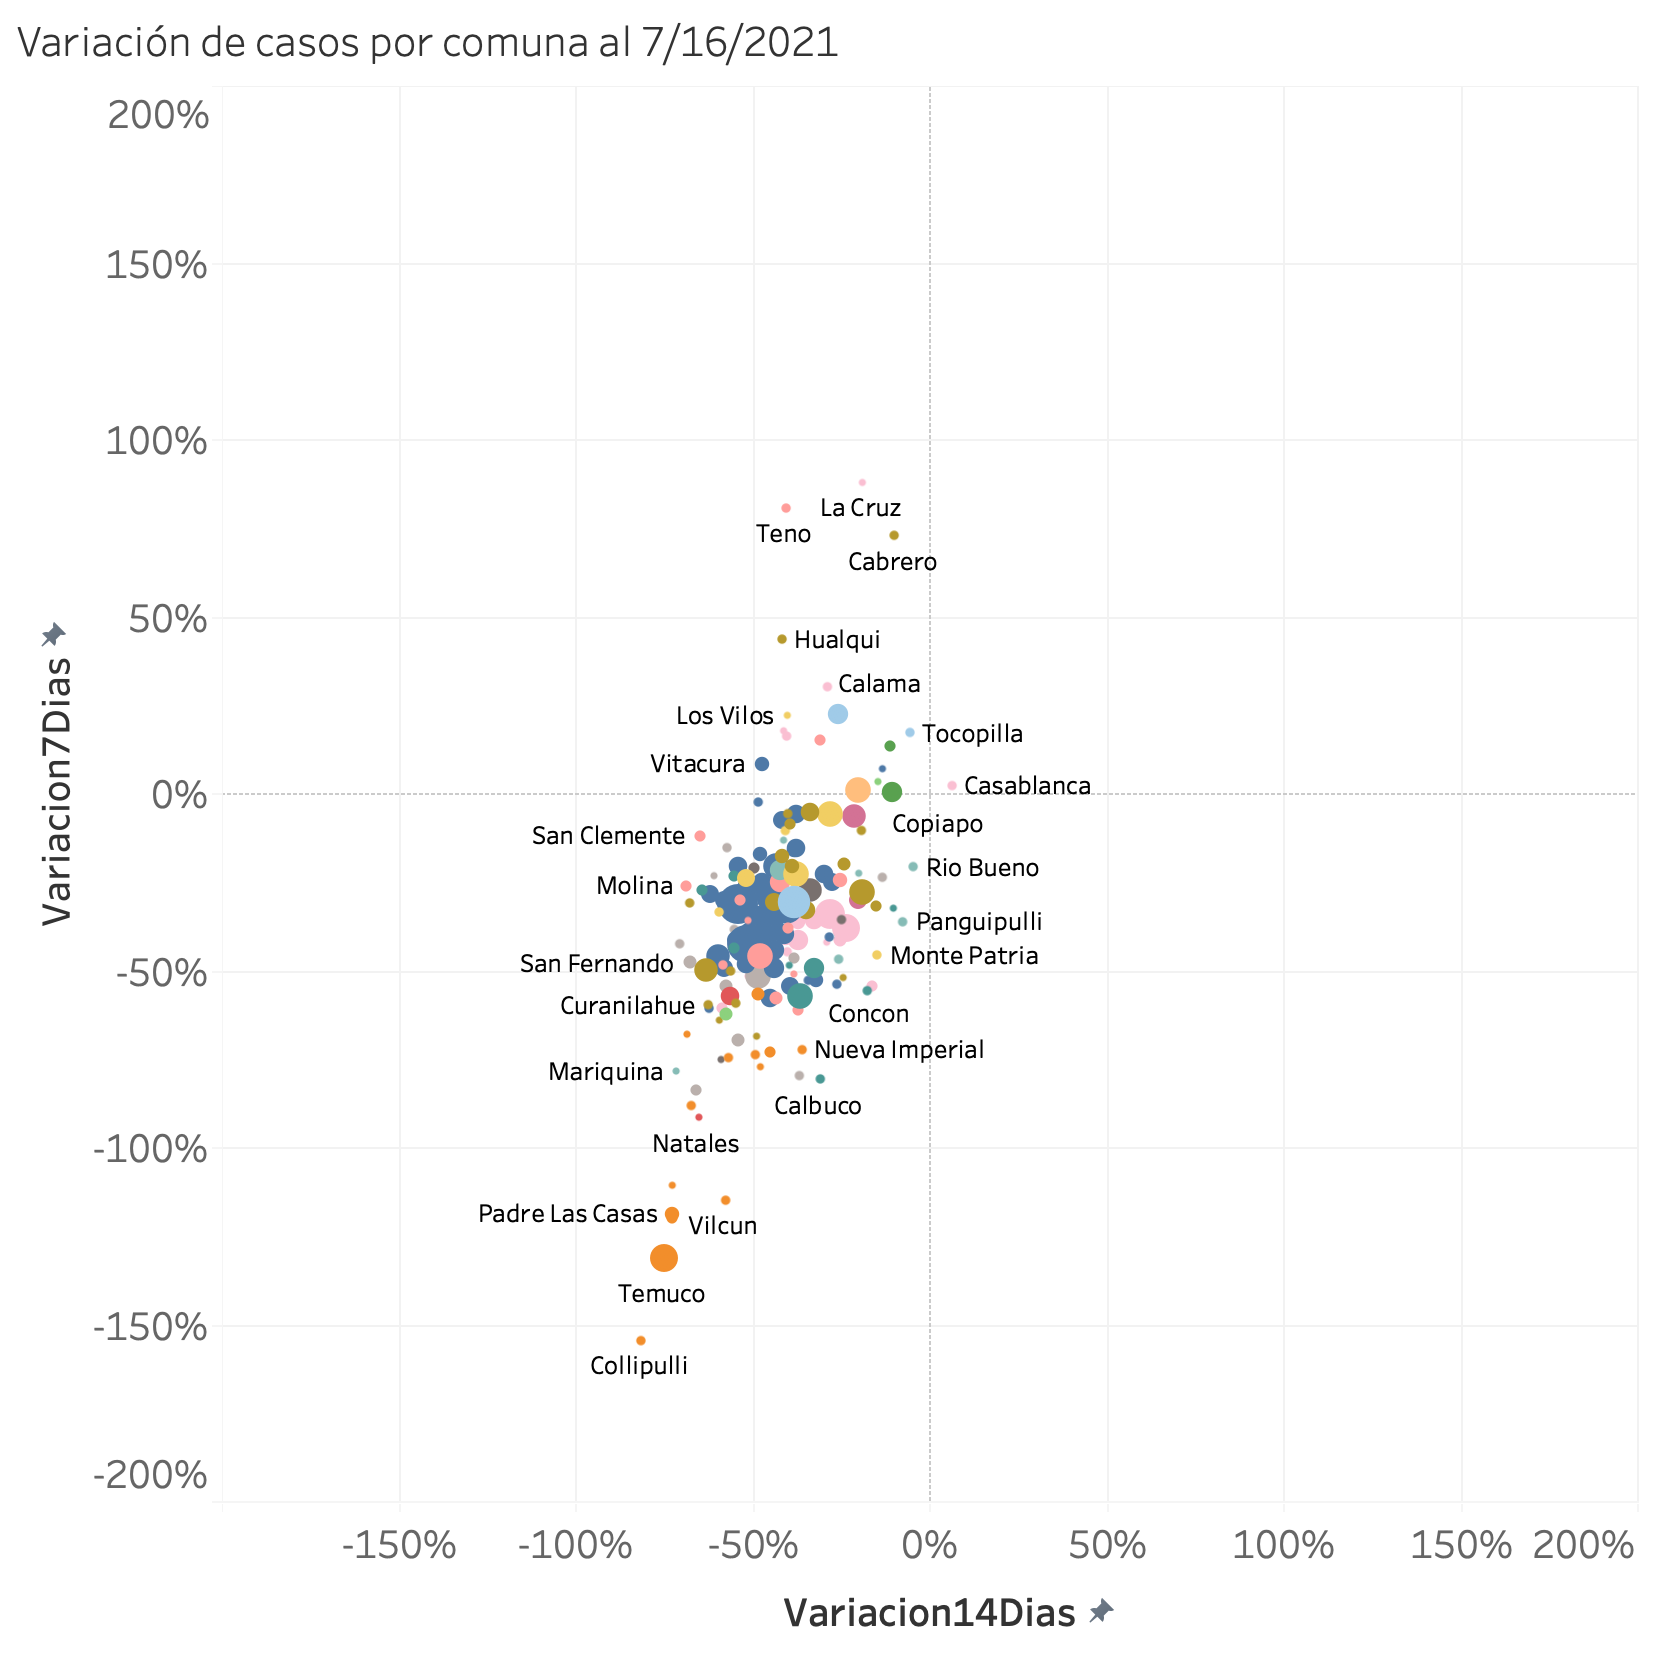 Variación de casos por comuna al 7/16/2021
200%
150%
100%
50%
0%
-50%
-100%
-150%
-200%
Variacion7Dias
La Cruz
Teno
Cabrero
Hualqui
Calama
Los Vilos
Tocopilla
Vitacura
Casablanca
Copiapo
San Clemente
Rio Bueno
Molina
Panguipulli
Monte Patria
San Fernando
Curanilahue
Concon
Nueva Imperial
Mariquina
Calbuco
Natales
Padre Las Casas
Vilcun
Temuco
Collipulli
-150% -100% -50% 0% 50% 100% 150% 200%
Variacion14Dias